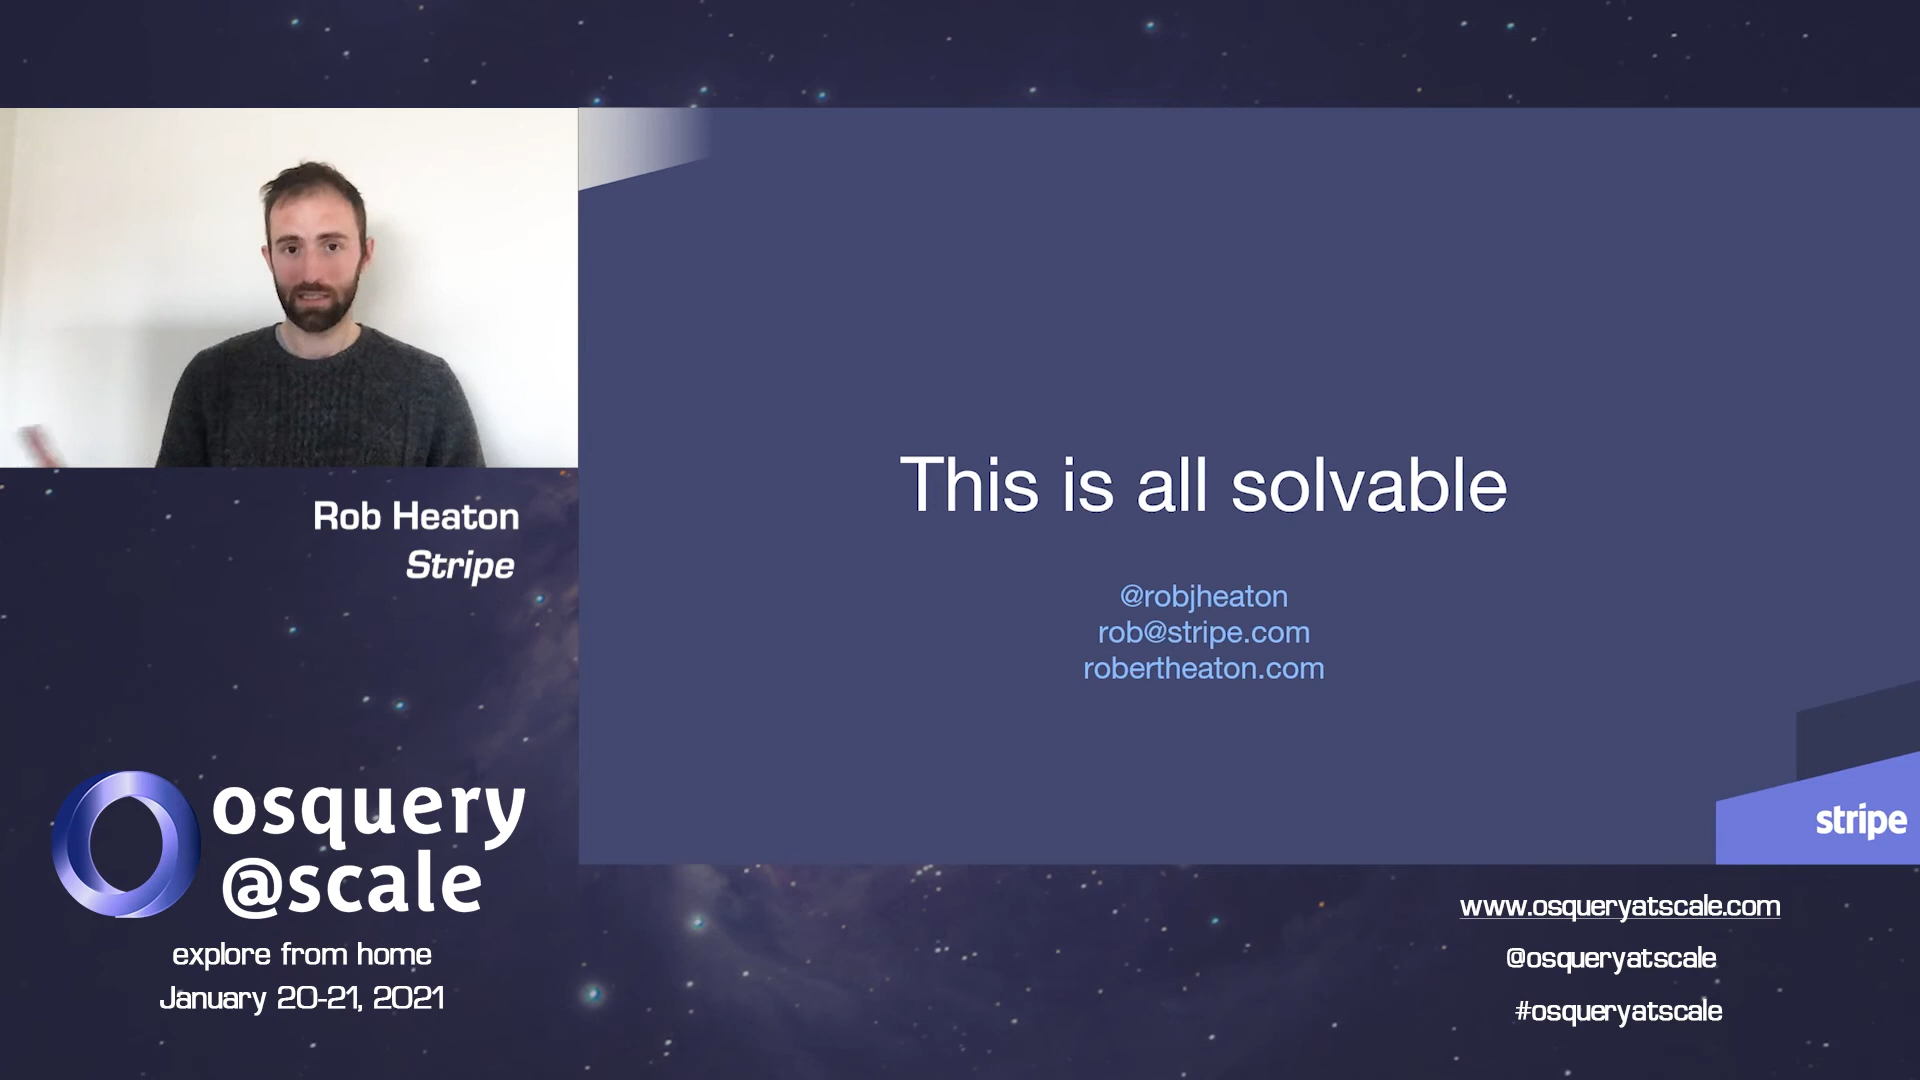 Rob Heaton
Stripe
osquery
@scale
explore from home
January 20-21, 2021
This is all solvable
@robjheaton
rob@stripe.com
robertheaton.com
stripe
www.osqueryatscale.com
@osqueryatscale
#osqueryatscale